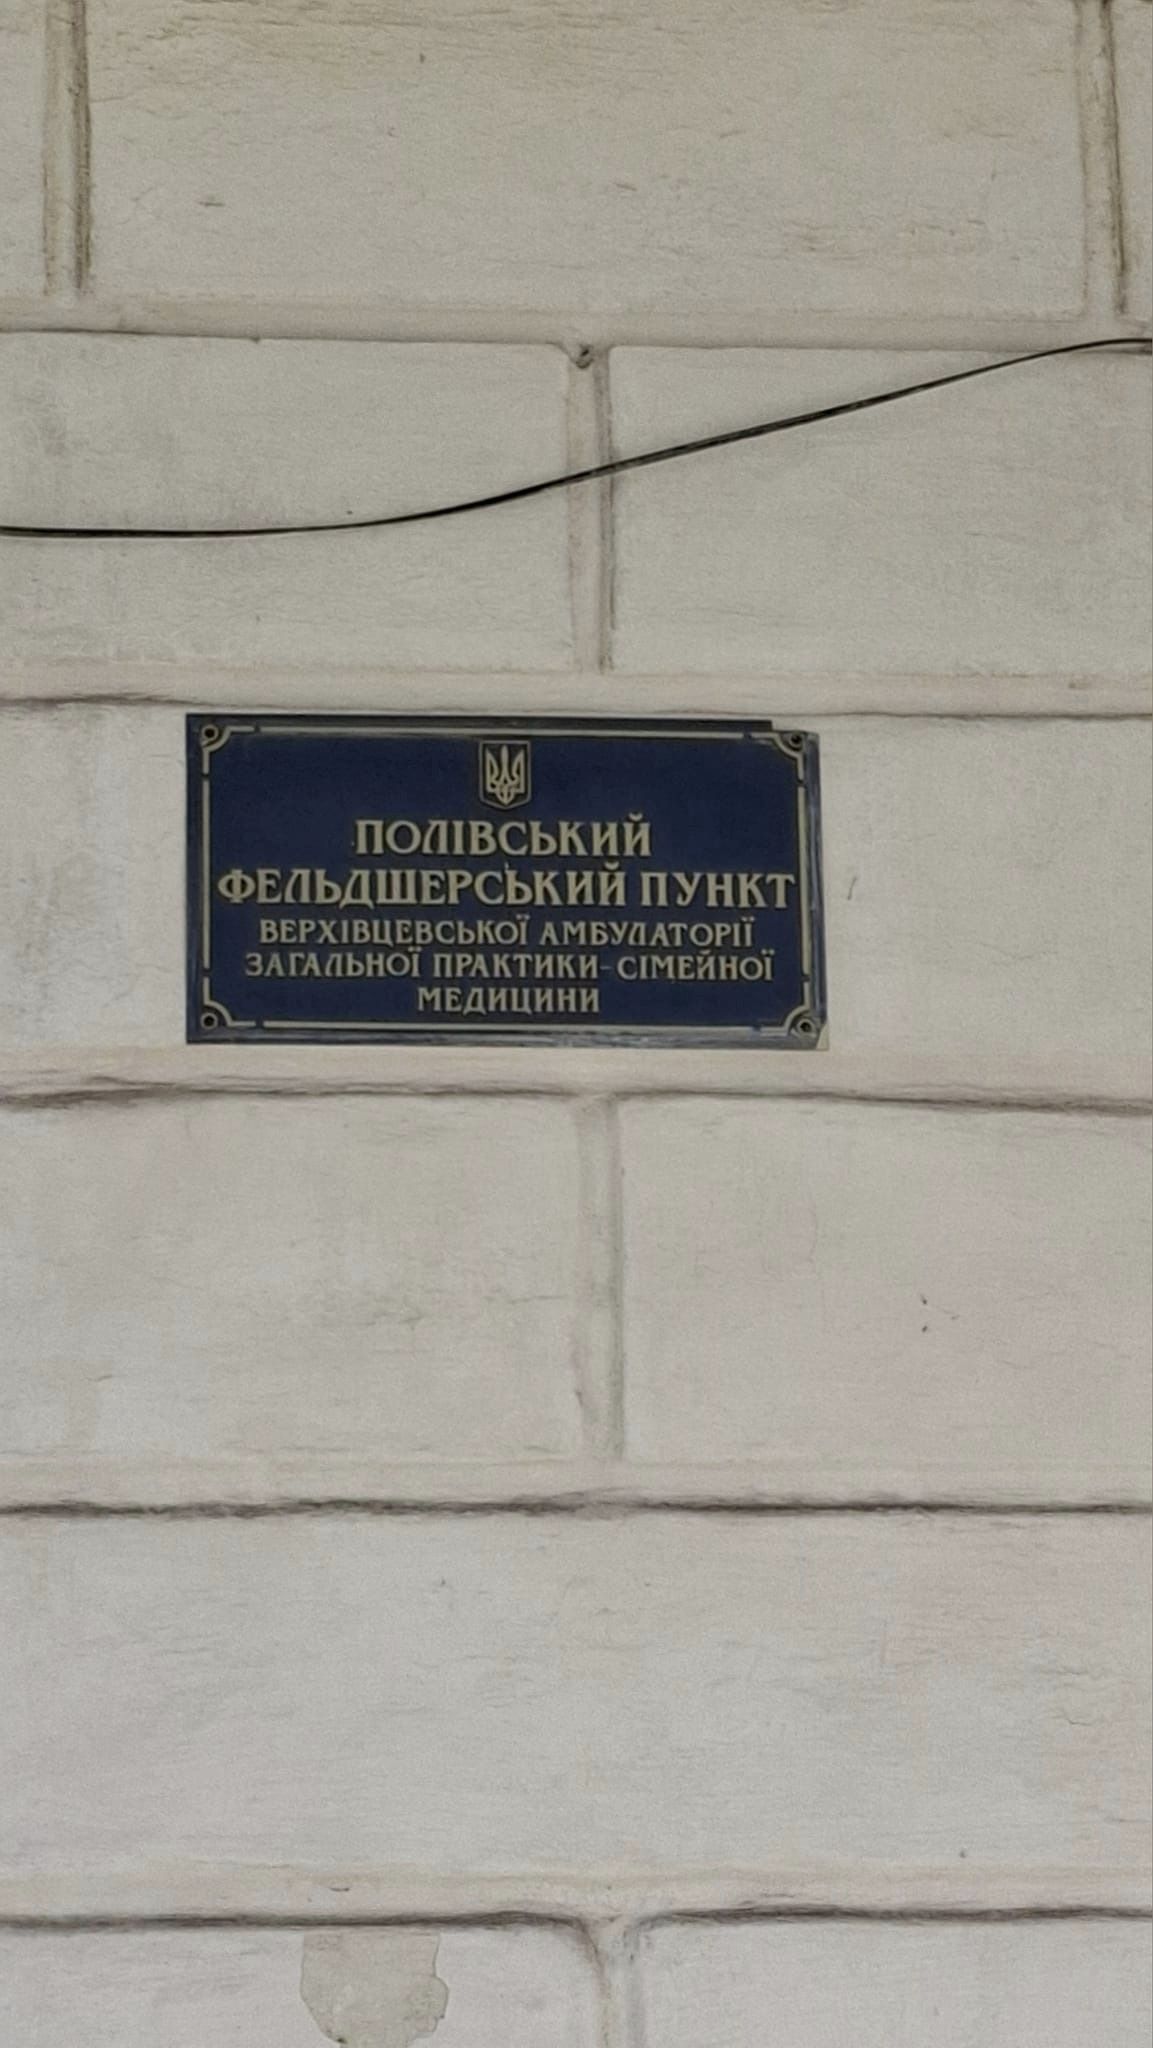 ПОЛІВСЬКИЙ
ФЕЛЬДШЕРСЬКИЙ ПУНКТ
ВЕРХІВЦЕВСЬКОЇ АМБУЛАТОРІЇ
ЗАГАЛЬНОЇ ПРАКТИКИ-СІМЕЙНОЇ
МЕДИЦИНИ